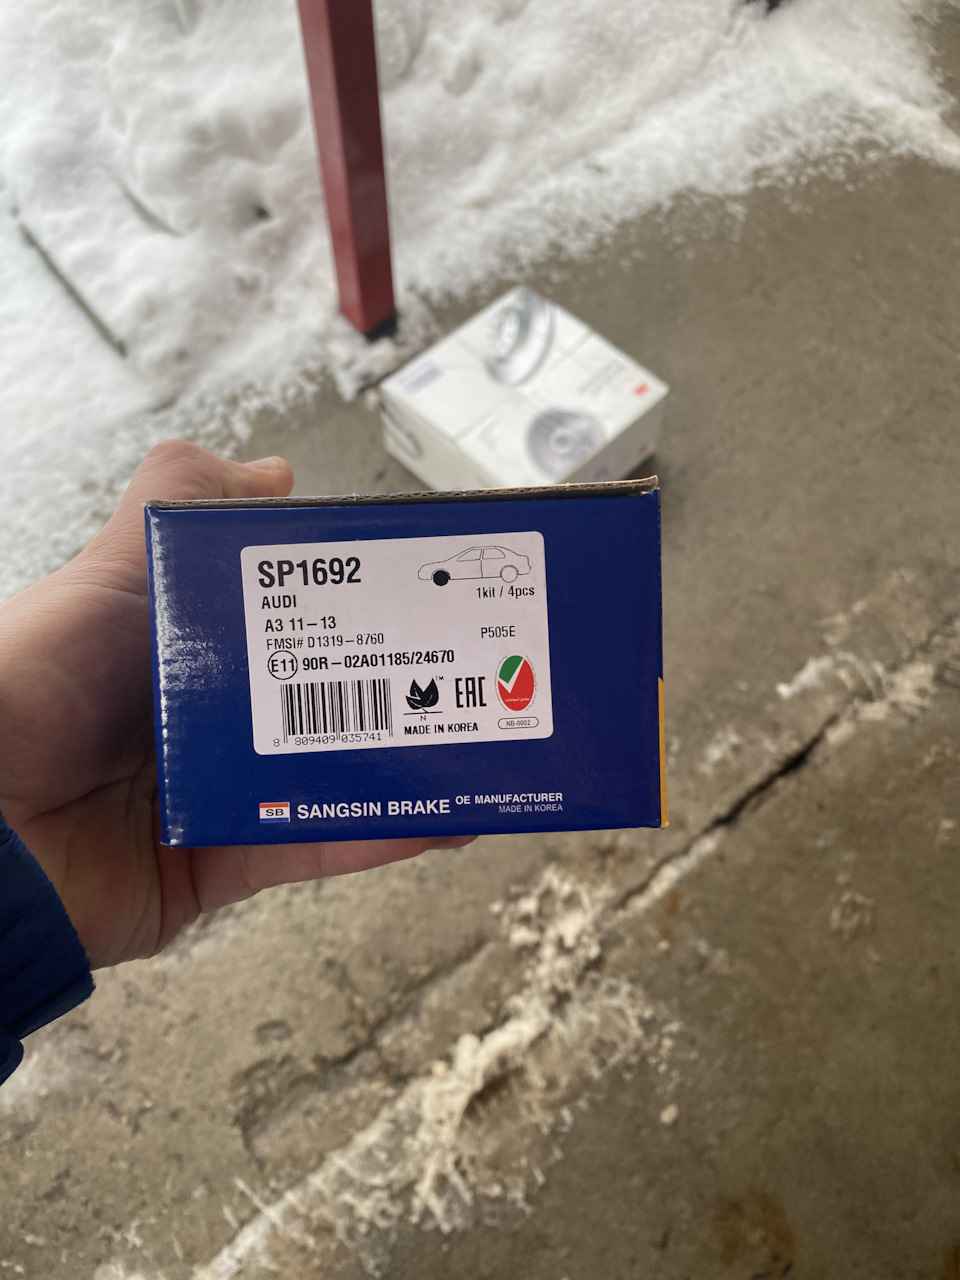 SP1692
AUDI
1kit / 4pcs
A3 11-13
FMSI# D1319-8760
P505E
E11 90R-02A01185/24670
TM
N
EAC
8 809409 035741
MADE IN KOREA
NB-0002
SB SANGSIN BRAKE OE MANUFACTURER
MADE IN KOREA